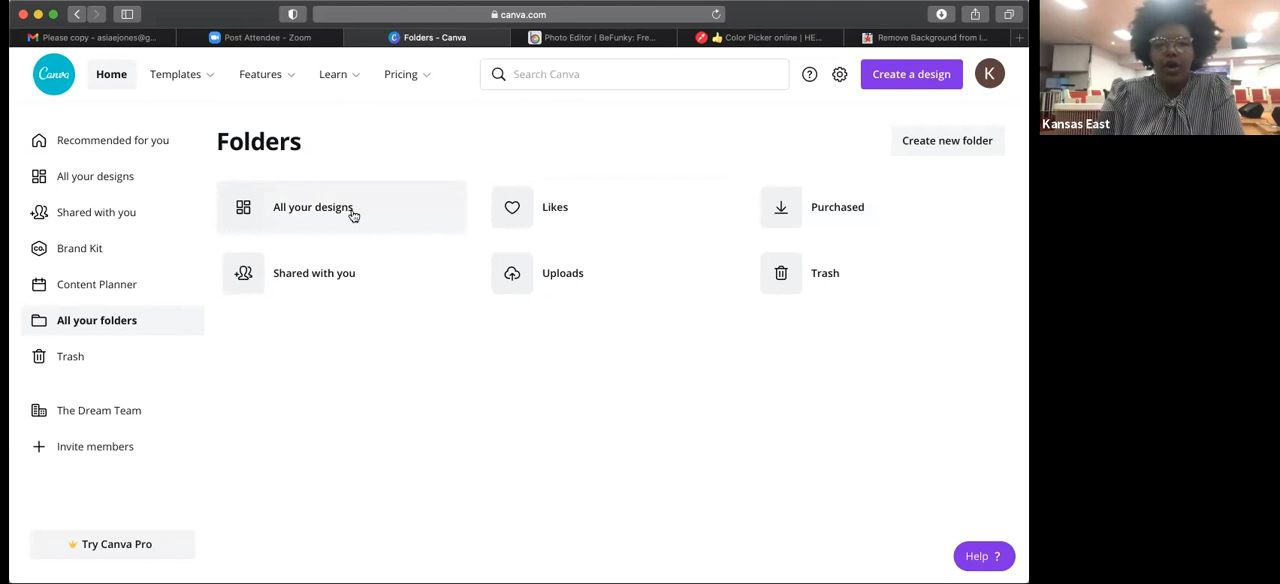 canva.com
Please copy - asiaejones@g...
Post Attendee - Zoom
Folders - Canva
Photo Editor | BeFunky: Fre...
Color Picker online | HE...
Remove Background from I...
Canva
Home
Templates
Features
Learn
Pricing
Search Canva
?
Create a design
K
Kansas East
Recommended for you
All your designs
Shared with you
Brand Kit
CO.
Content Planner
All your folders
Trash
The Dream Team
Invite members
Try Canva Pro
Folders
Create new folder
All your designs
Likes
Purchased
Shared with you
Uploads
Trash
Help ?